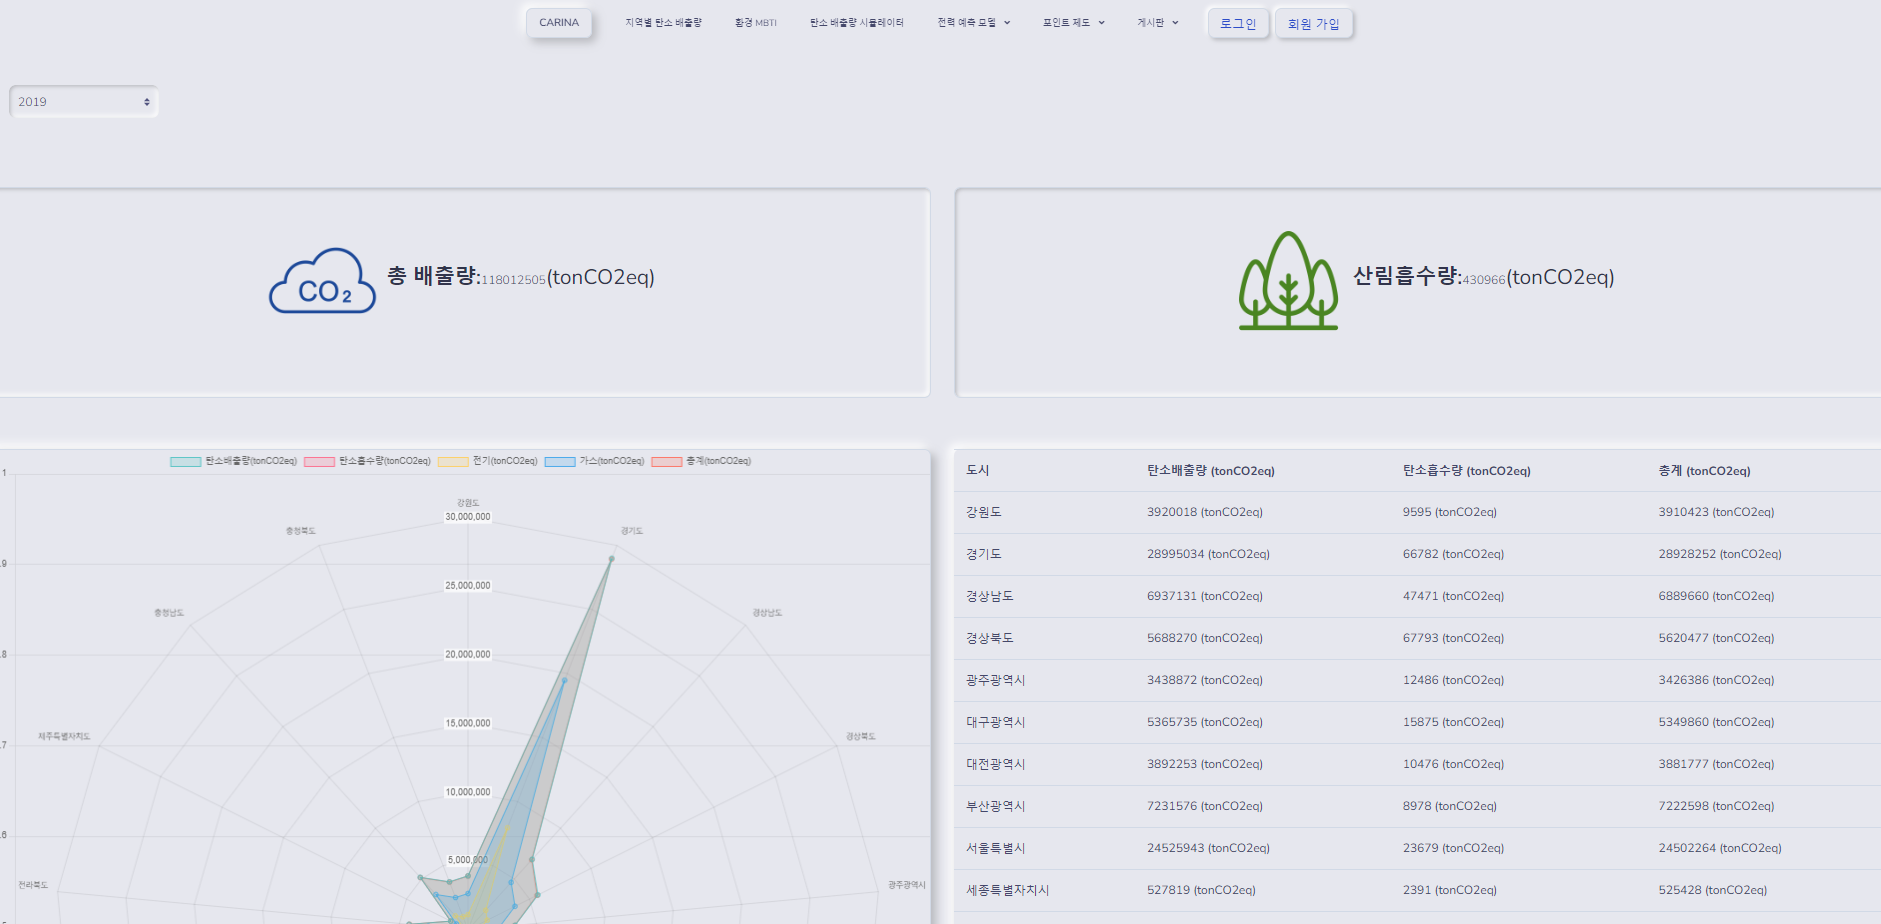 CARINA 지역별 탄소 배출량 환경 MBTI 탄소 배출량 시뮬레이터 전력 예측 모델 포인트 제도 게시판 로그인 회원 가입
2019
CO2
총 배출량:118012505(tonCO2eq)
산림흡수량:430966(tonCO2eq)
탄소배출량(tonCO2eq) 탄소흡수량(tonCO2eq) 전기(tonCO2eq) 가스(tonCO2eq) 총계(tonCO2eq)
1
.9
.8
.7
.6
강원도
경기도
경상남도
경상북도
광주광역시
전라북도
제주특별자치도
충청남도
충청북도
30,000,000
25,000,000
20,000,000
15,000,000
10,000,000
5,000,000
도시 탄소배출량 (tonCO2eq) 탄소흡수량 (tonCO2eq) 총계 (tonCO2eq)
강원도 3920018 (tonCO2eq) 9595 (tonCO2eq) 3910423 (tonCO2eq)
경기도 28995034 (tonCO2eq) 66782 (tonCO2eq) 28928252 (tonCO2eq)
경상남도 6937131 (tonCO2eq) 47471 (tonCO2eq) 6889660 (tonCO2eq)
경상북도 5688270 (tonCO2eq) 67793 (tonCO2eq) 5620477 (tonCO2eq)
광주광역시 3438872 (tonCO2eq) 12486 (tonCO2eq) 3426386 (tonCO2eq)
대구광역시 5365735 (tonCO2eq) 15875 (tonCO2eq) 5349860 (tonCO2eq)
대전광역시 3892253 (tonCO2eq) 10476 (tonCO2eq) 3881777 (tonCO2eq)
부산광역시 7231576 (tonCO2eq) 8978 (tonCO2eq) 7222598 (tonCO2eq)
서울특별시 24525943 (tonCO2eq) 23679 (tonCO2eq) 24502264 (tonCO2eq)
세종특별자치시 527819 (tonCO2eq) 2391 (tonCO2eq) 525428 (tonCO2eq)